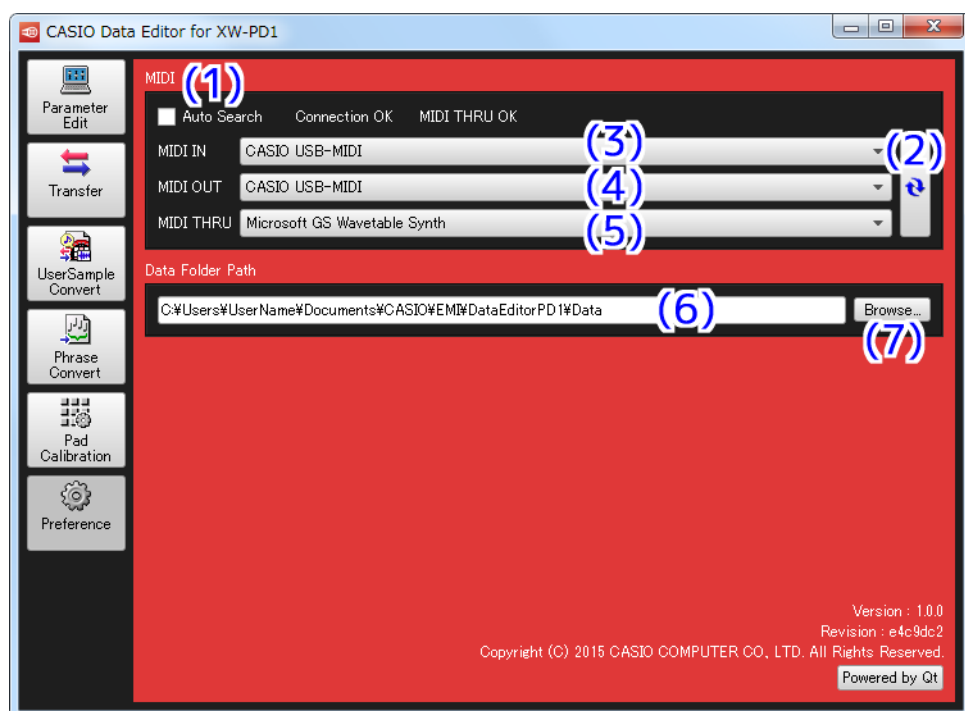 CASIO Data Editor for XW-PD1
Parameter
Edit
Transfer
UserSample
Convert
Phrase
Convert
Pad
Calibration
Preference
MIDI (1)
Auto Search Connection OK MIDI THRU OK
MIDI IN CASIO USB-MIDI (3) (2)
MIDI OUT CASIO USB-MIDI (4)
MIDI THRU Microsoft GS Wavetable Synth (5)
Data Folder Path
C:¥Users¥UserName¥Documents¥CASIO¥EMI¥DataEditorPD1¥Data (6) Browse...
(7)
Version : 1.0.0
Revision : e4c9dc2
Copyright (C) 2015 CASIO COMPUTER CO., LTD. All Rights Reserved.
Powered by Qt